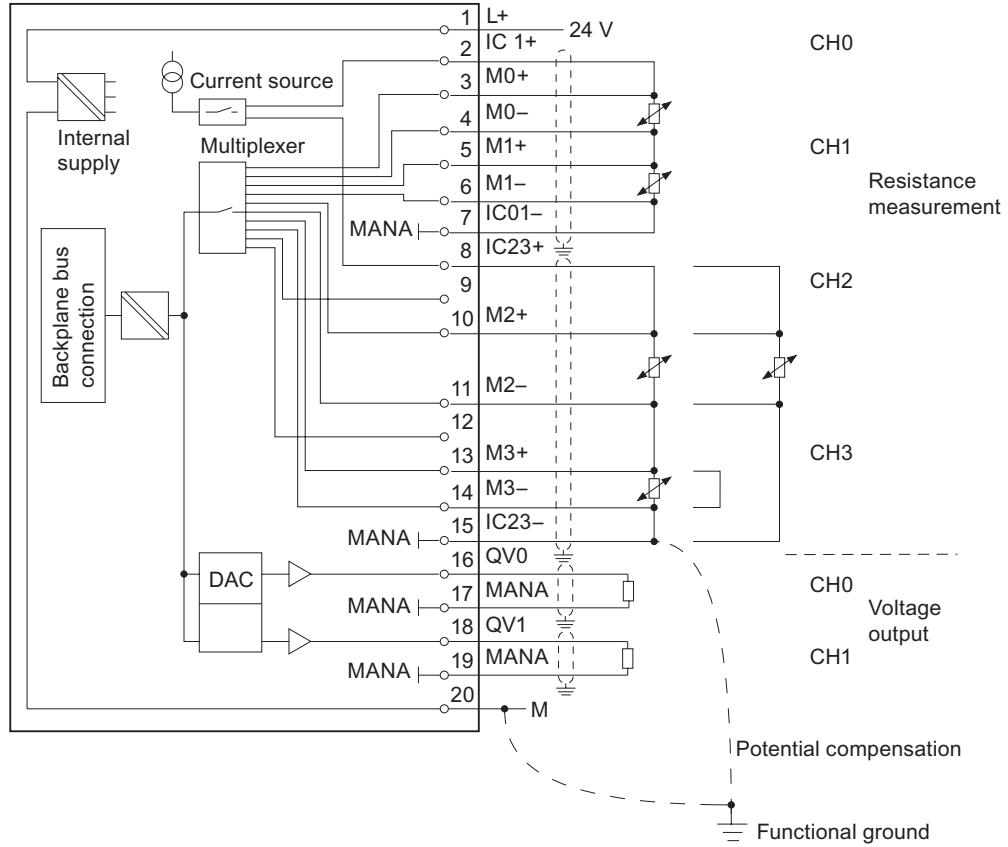 1 L+
24 V
2 IC 1+
CH0
3 M0+
Current source
4 M0–
Internal
supply
Multiplexer
5 M1+
CH1
6 M1–
Resistance
measurement
7 IC01–
MANA
8 IC23+
9
CH2
10 M2+
Backplane bus
connection
11 M2–
12
13 M3+
CH3
14 M3–
15 IC23–
MANA
16 QV0
DAC
17 MANA
MANA
CH0
Voltage
output
18 QV1
19 MANA
MANA
CH1
20
M
Potential compensation
Functional ground